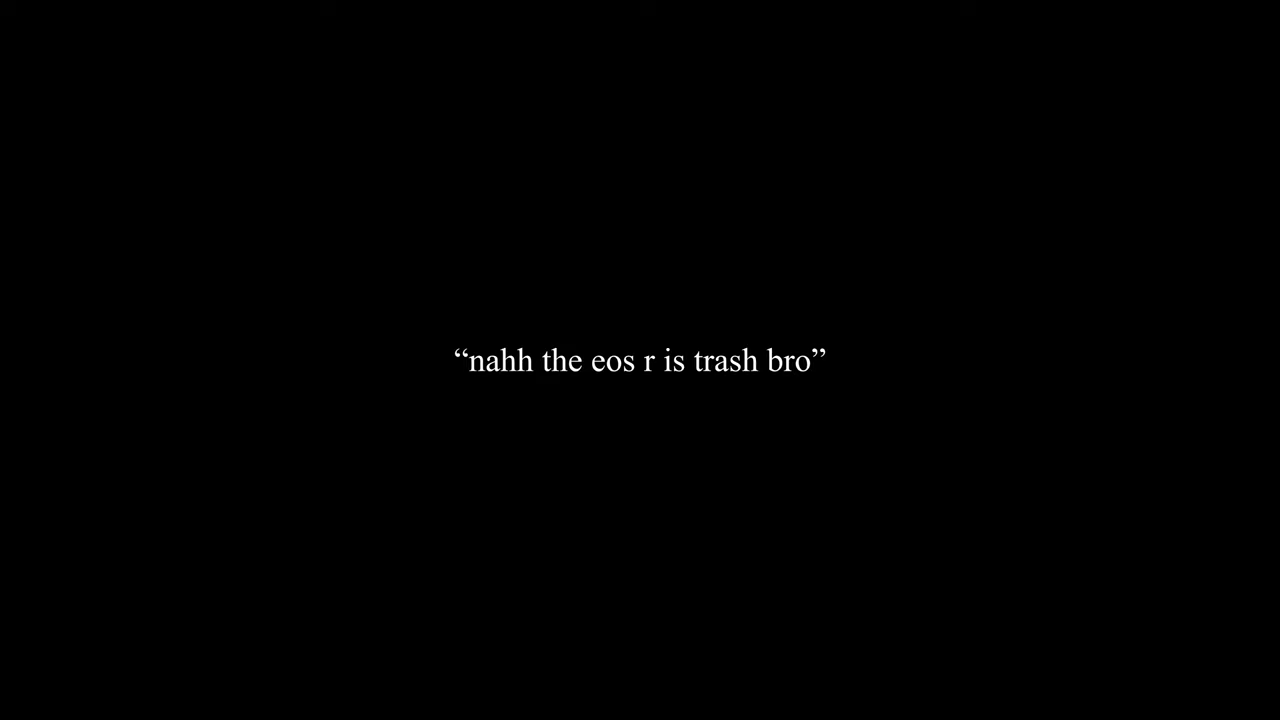 “nahh the eos r is trash bro”